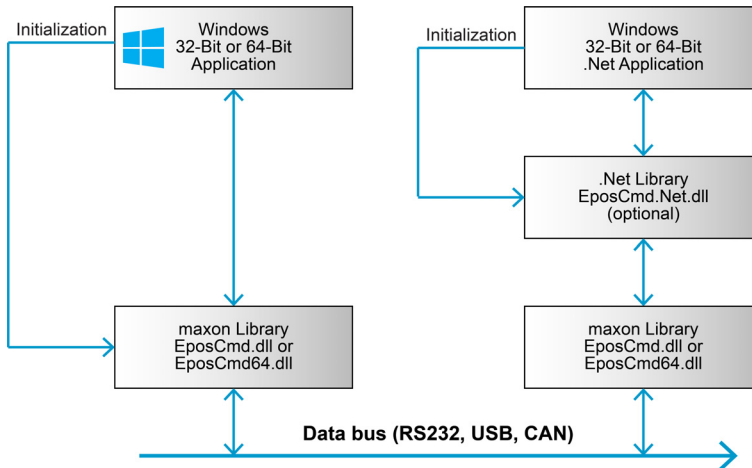 Initialization
Windows
32-Bit or 64-Bit
Application
Initialization
Windows
32-Bit or 64-Bit
.Net Application
.Net Library
EposCmd.Net.dll
(optional)
maxon Library
EposCmd.dll or
EposCmd64.dll
maxon Library
EposCmd.dll or
EposCmd64.dll
Data bus (RS232, USB, CAN)